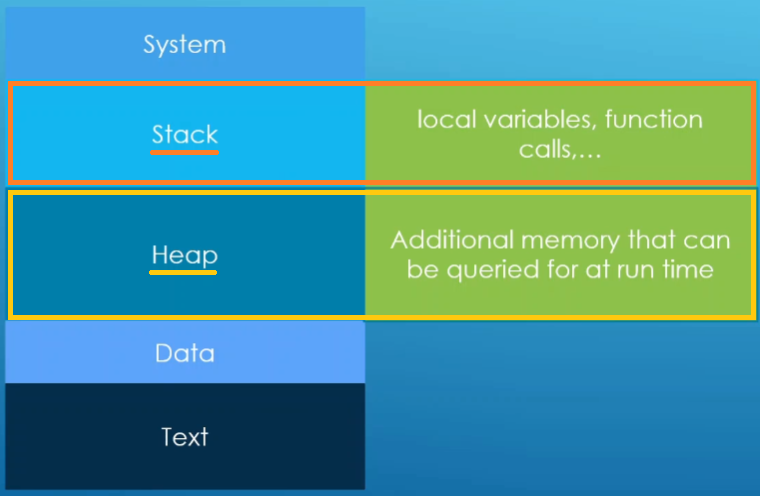 System
Stack
local variables, function
calls,...
Heap
Additional memory that can
be queried for at run time
Data
Text